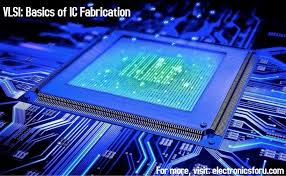 VLSI: Basics of IC Fabrication
For more, visit: electronicsforu.com